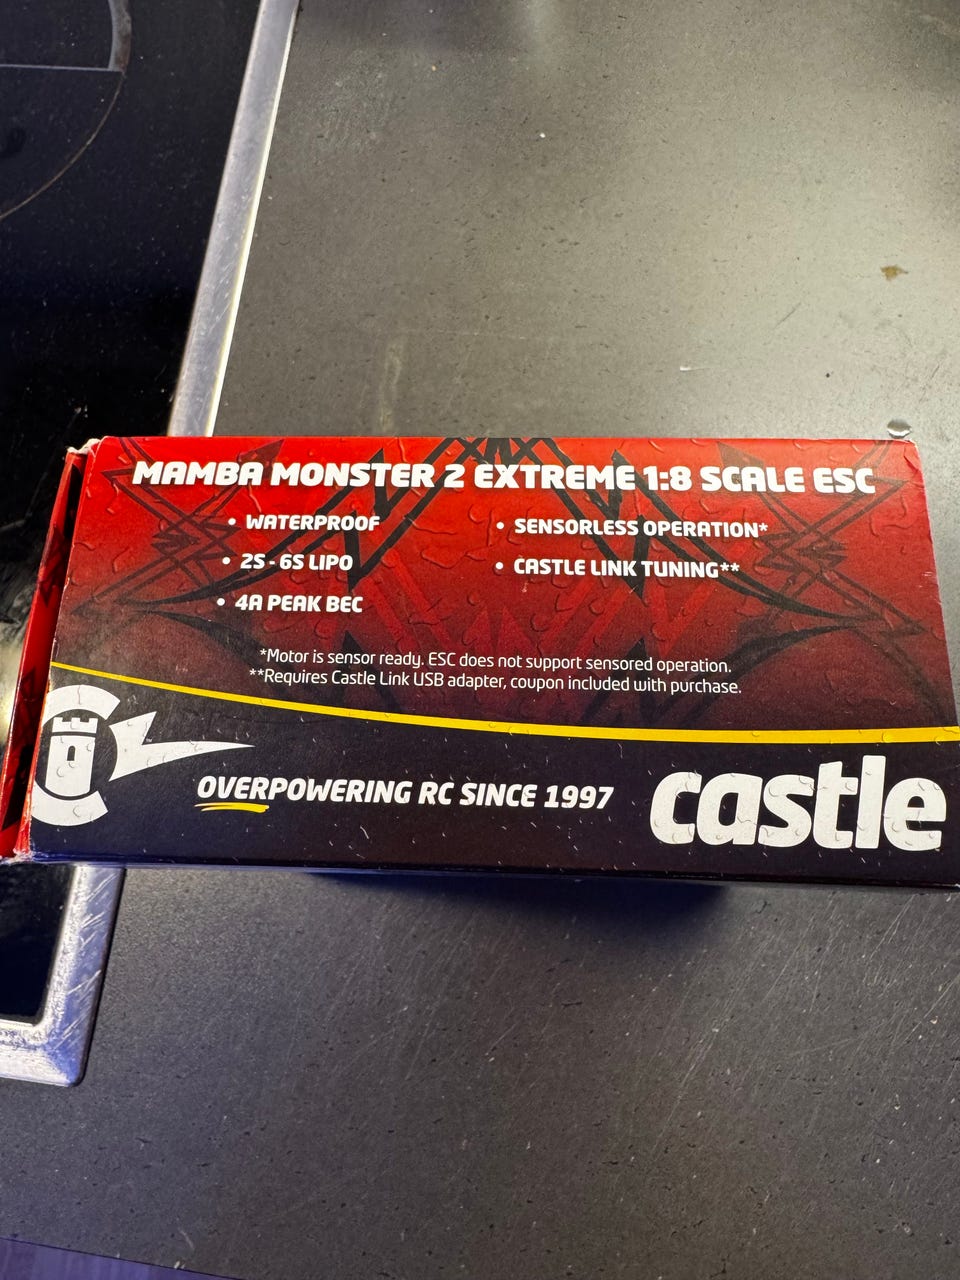 MAMBA MONSTER 2 EXTREME 1:8 SCALE ESC
• WATERPROOF
• 2S - 6S LIPO
• 4A PEAK BEC
• SENSORLESS OPERATION*
• CASTLE LINK TUNING**
*Motor is sensor ready. ESC does not support sensored operation.
**Requires Castle Link USB adapter, coupon included with purchase.
OVERPOWERING RC SINCE 1997
castle